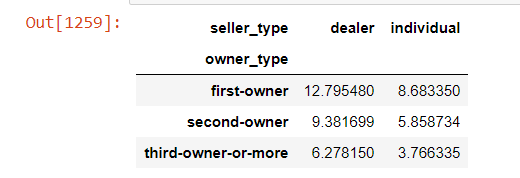 Out[1259]:
seller_type dealer individual
owner_type
first-owner 12.795480 8.683350
second-owner 9.381699 5.858734
third-owner-or-more 6.278150 3.766335